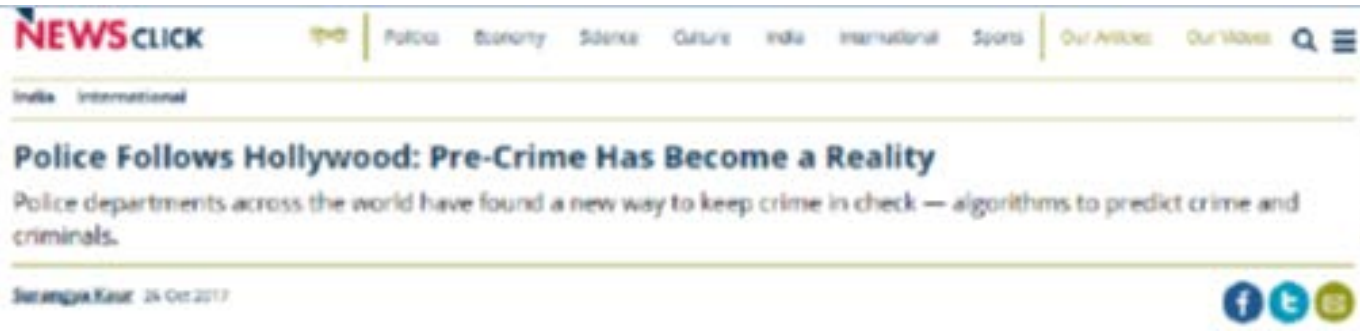 NEWSCLICK
हिन्दी Politics Economy Science Culture India International Sports Our Articles Our Videos
India International
Police Follows Hollywood: Pre-Crime Has Become a Reality
Police departments across the world have found a new way to keep crime in check — algorithms to predict crime and
criminals.
Surangya Kaur 26 Oct 2017